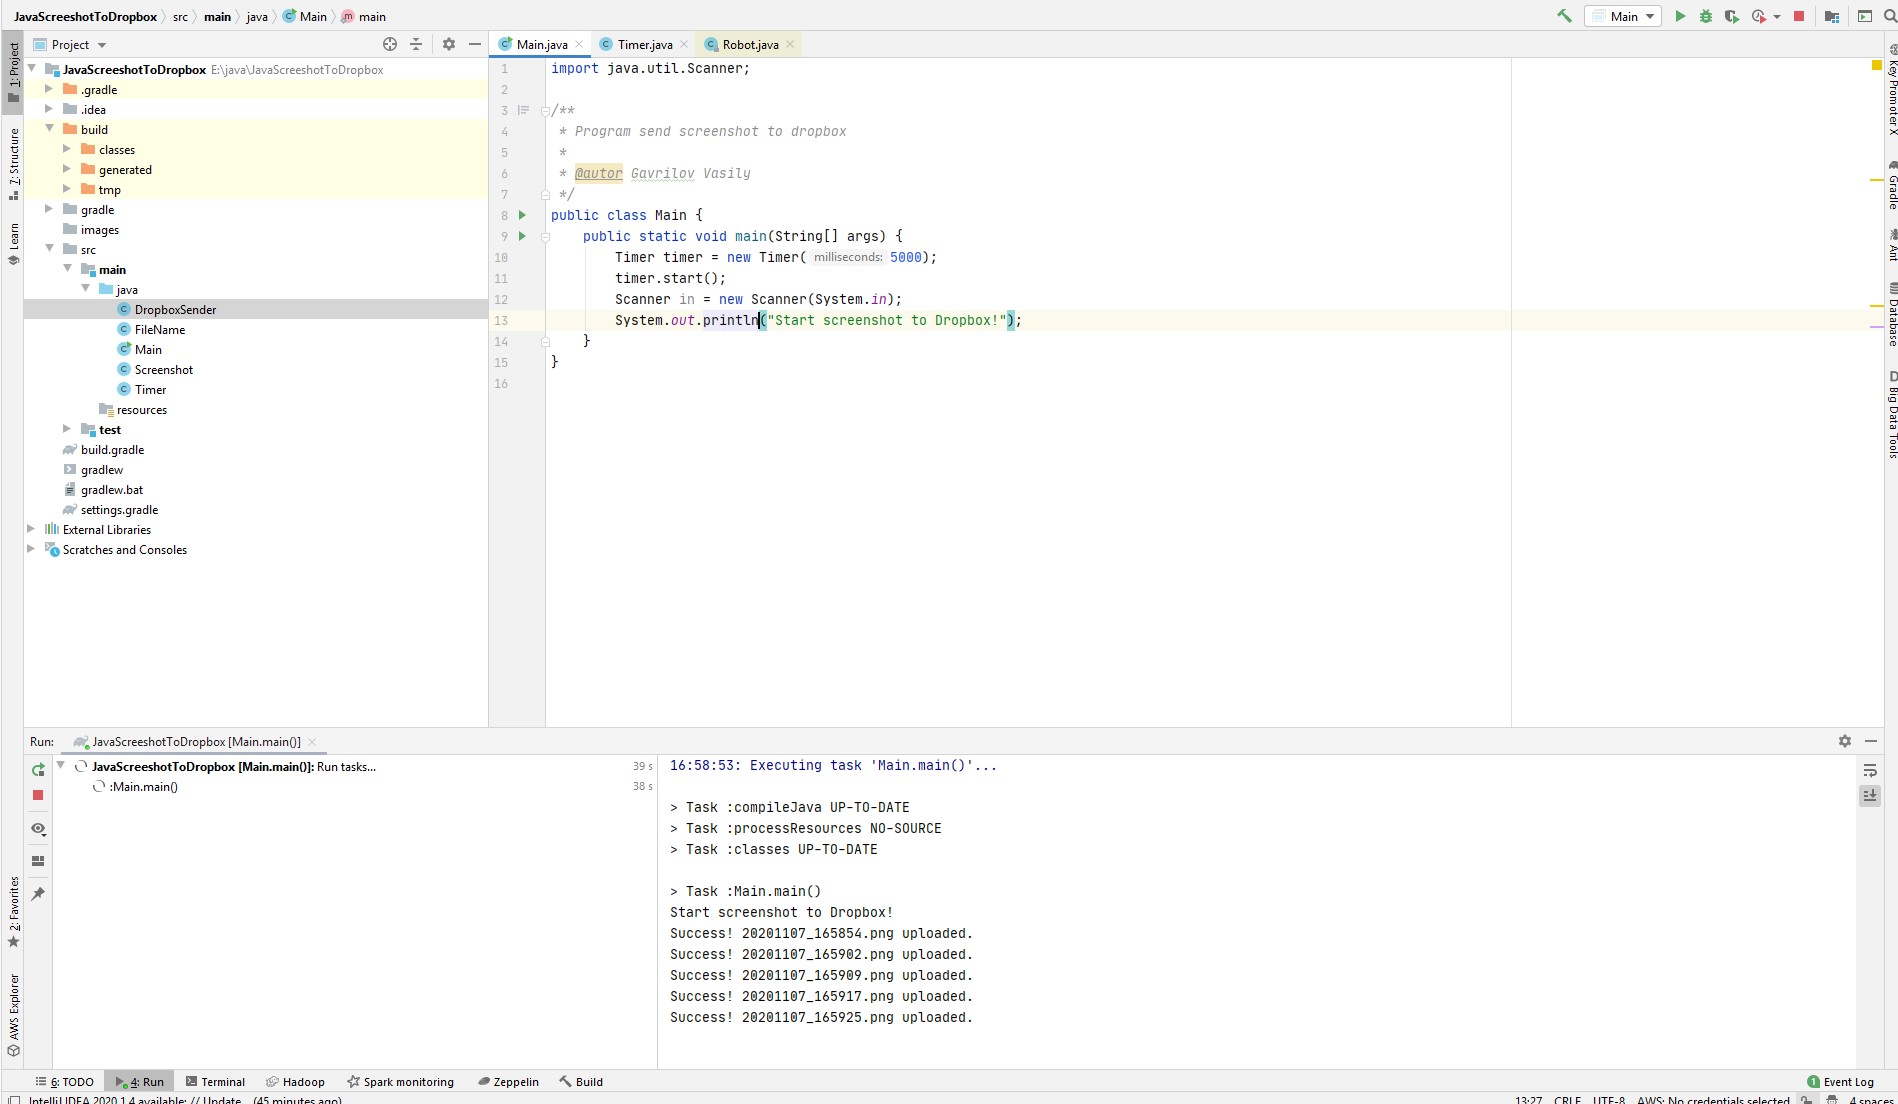 JavaScreeshotToDropbox src main java Main main
Main
Project
Main.java Timer.java Robot.java
JavaScreeshotToDropbox E:\java\JavaScreeshotToDropbox
.gradle
.idea
build
classes
generated
tmp
gradle
images
src
main
java
DropboxSender
FileName
Main
Screenshot
Timer
resources
test
build.gradle
gradlew
gradlew.bat
settings.gradle
External Libraries
Scratches and Consoles
1: Project
7: Structure
Learn
2: Favorites
AWS Explorer
1 import java.util.Scanner;
2
3 /**
4 * Program send screenshot to dropbox
5 *
6 * @autor Gavrilov Vasily
7 */
8 public class Main {
9 public static void main(String[] args) {
10 Timer timer = new Timer( milliseconds: 5000);
11 timer.start();
12 Scanner in = new Scanner(System.in);
13 System.out.println("Start screenshot to Dropbox!");
14 }
15 }
16
Key Promoter X
Gradle
Ant
Database
D Big Data Tools
Run: JavaScreeshotToDropbox [Main.main()]
JavaScreeshotToDropbox [Main.main()]: Run tasks... 39 s
:Main.main() 38 s
16:58:53: Executing task 'Main.main()'...
> Task :compileJava UP-TO-DATE
> Task :processResources NO-SOURCE
> Task :classes UP-TO-DATE
> Task :Main.main()
Start screenshot to Dropbox!
Success! 20201107_165854.png uploaded.
Success! 20201107_165902.png uploaded.
Success! 20201107_165909.png uploaded.
Success! 20201107_165917.png uploaded.
Success! 20201107_165925.png uploaded.
6: TODO 4: Run Terminal Hadoop Spark monitoring Zeppelin Build 1 Event Log
IntelliJ IDEA 2020.1.4 available: // Update... (45 minutes ago) 13:27 CRLF UTF-8 AWS: No credentials selected 4 spaces